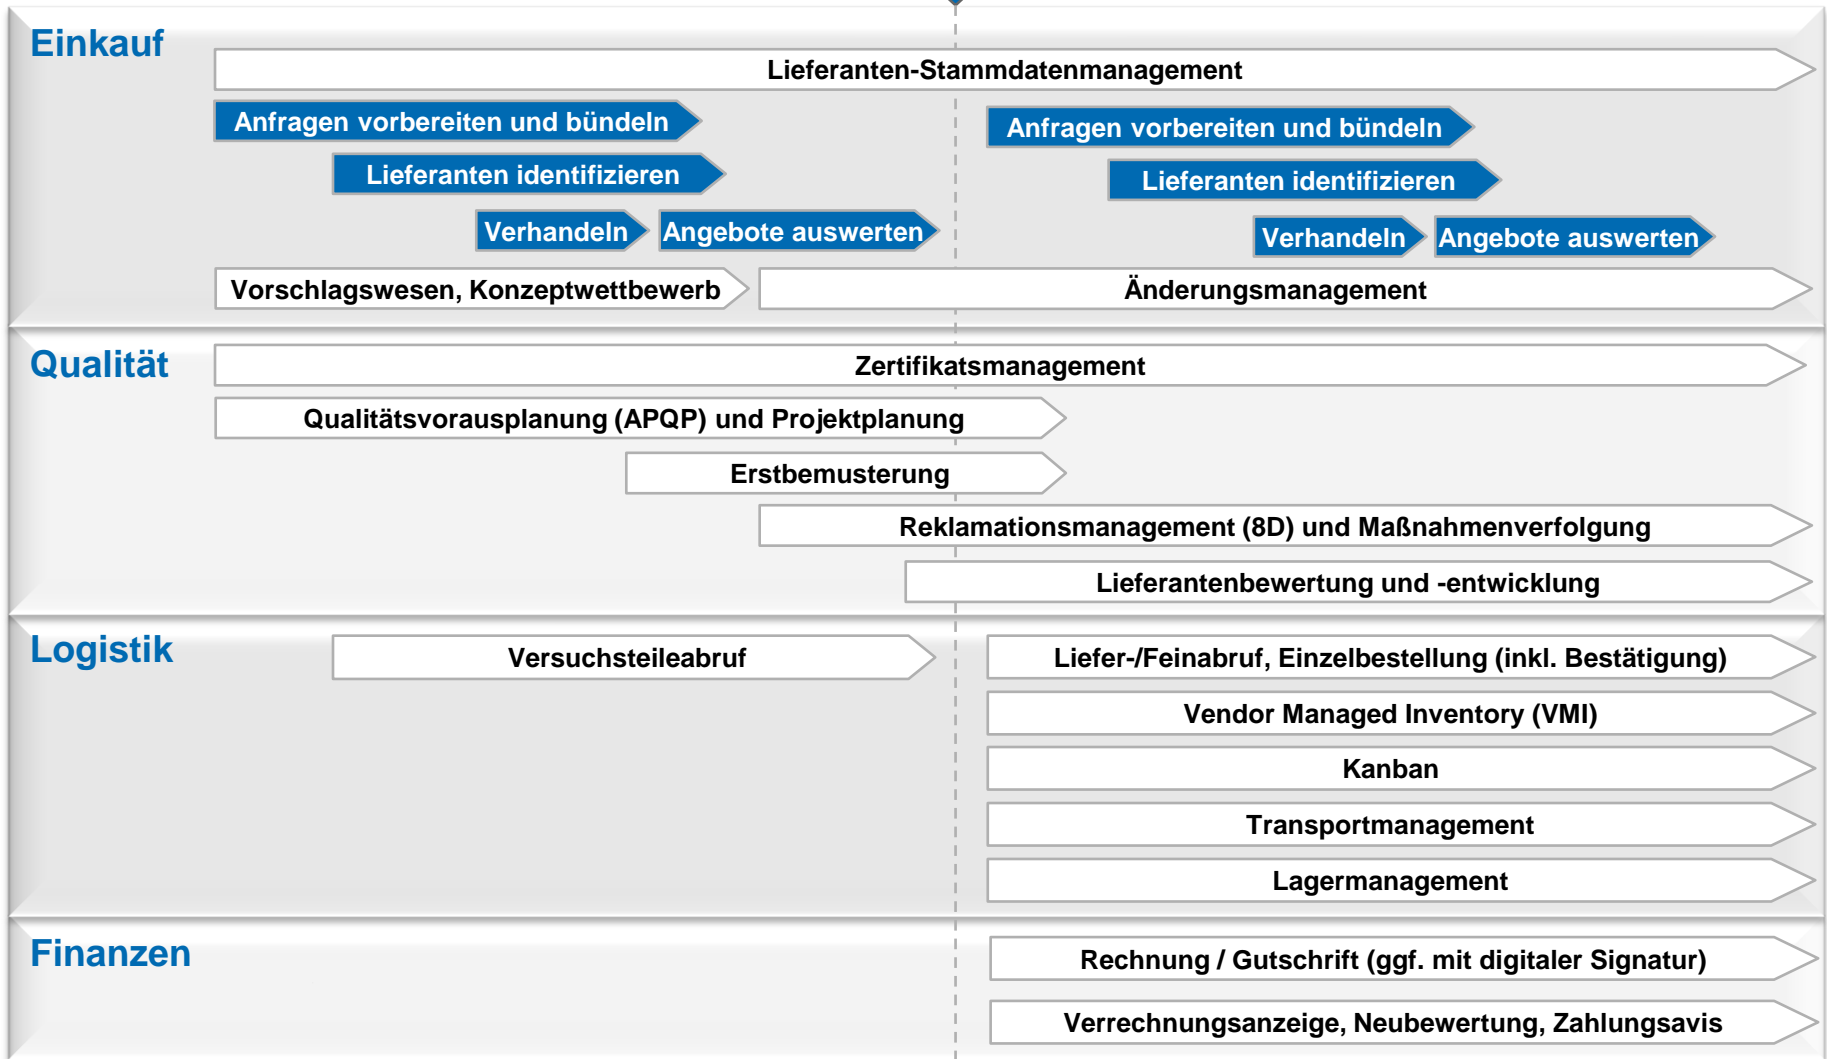 Einkauf
Lieferanten-Stammdatenmanagement
Anfragen vorbereiten und bündeln
Anfragen vorbereiten und bündeln
Lieferanten identifizieren
Lieferanten identifizieren
Verhandeln
Angebote auswerten
Verhandeln
Angebote auswerten
Vorschlagswesen, Konzeptwettbewerb
Änderungsmanagement
Qualität
Zertifikatsmanagement
Qualitätsvorausplanung (APQP) und Projektplanung
Erstbemusterung
Reklamationsmanagement (8D) und Maßnahmenverfolgung
Lieferantenbewertung und -entwicklung
Logistik
Versuchsteileabruf
Liefer-/Feinabruf, Einzelbestellung (inkl. Bestätigung)
Vendor Managed Inventory (VMI)
Kanban
Transportmanagement
Lagermanagement
Finanzen
Rechnung / Gutschrift (ggf. mit digitaler Signatur)
Verrechnungsanzeige, Neubewertung, Zahlungsavis